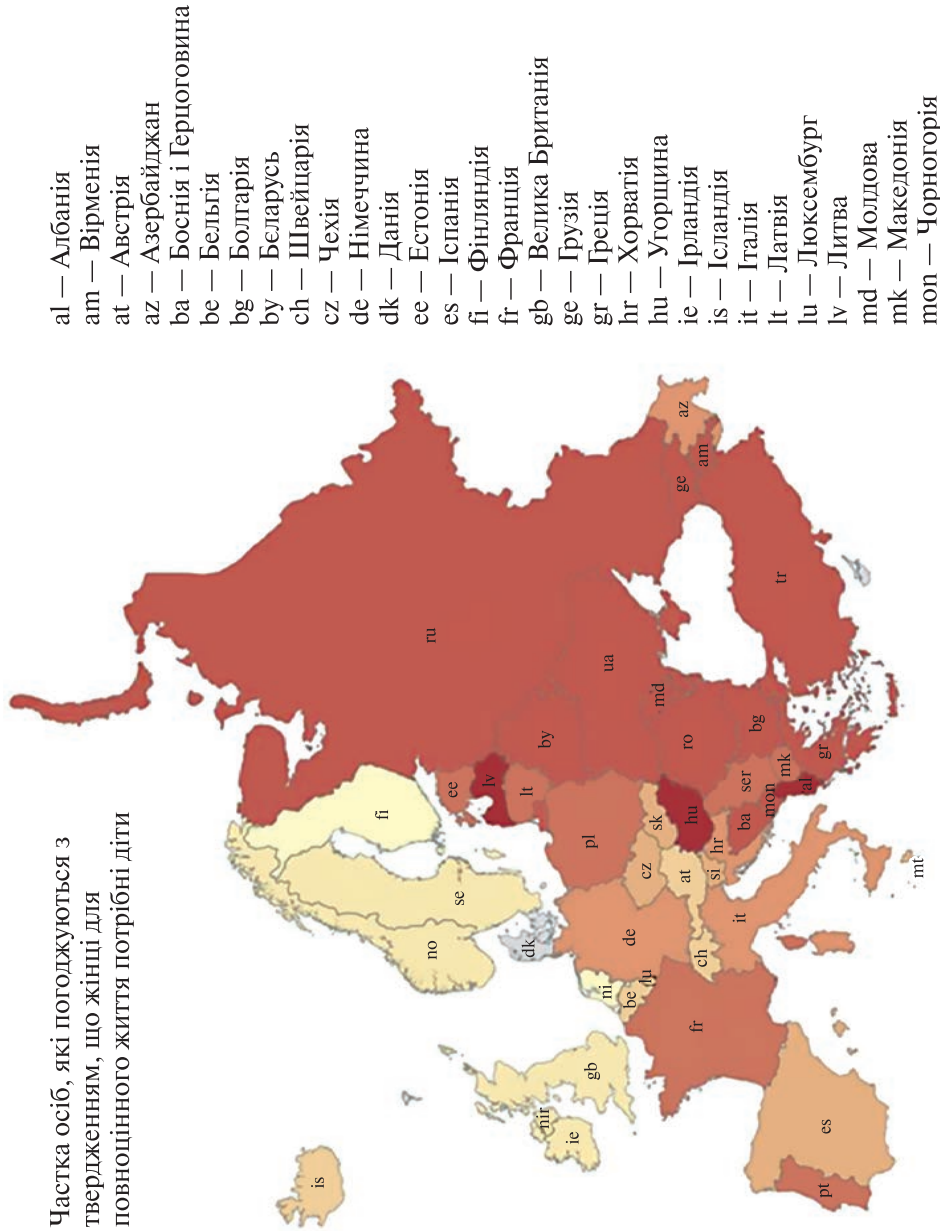 Частка осіб, які погоджуються з
твердженням, що жінці для
повноцінного життя потрібні діти
is
nir
ie
gb
no
se
fi
dk
ni
be
lu
de
fr
ch
es
pt
it
mt
cz
at
sk
si
hr
hu
pl
ee
lv
lt
by
ru
ua
md
ro
bg
ser
ba
mon
mk
al
gr
tr
ge
am
az
al — Албанія
am — Вірменія
at — Австрія
az — Азербайджан
ba — Боснія і Герцоговина
be — Бельгія
bg — Болгарія
by — Бєларусь
ch — Швейцарія
cz — Чехія
de — Німеччина
dk — Данія
ee — Естонія
es — Іспанія
fi — Фінляндія
fr — Франція
gb — Велика Британія
ge — Грузія
gr — Греція
hr — Хорватія
hu — Угорщина
ie — Ірландія
is — Ісландія
it — Італія
lt — Латвія
lu — Люксембург
lv — Литва
md — Молдова
mk — Македонія
mon — Чорногорія